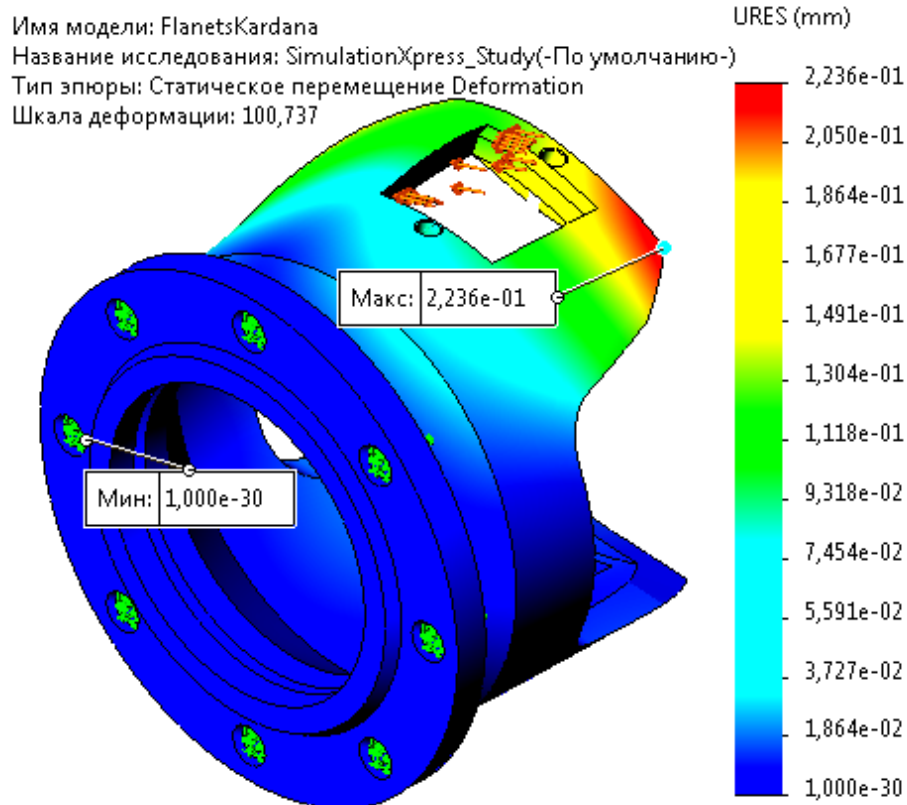 Имя модели: FlanetsKardana
Название исследования: SimulationXpress_Study(-По умолчанию-)
Тип эпюры: Статическое перемещение Deformation
Шкала деформации: 100,737
URES (mm)
2,236e-01
2,050e-01
1,864e-01
1,677e-01
1,491e-01
1,304e-01
1,118e-01
9,318e-02
7,454e-02
5,591e-02
3,727e-02
1,864e-02
1,000e-30
Макс: 2,236e-01
Мин: 1,000e-30